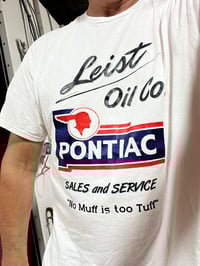 Leist
Oil Co.
PONTIAC
SALES and SERVICE
"No Muff is too Tuff"